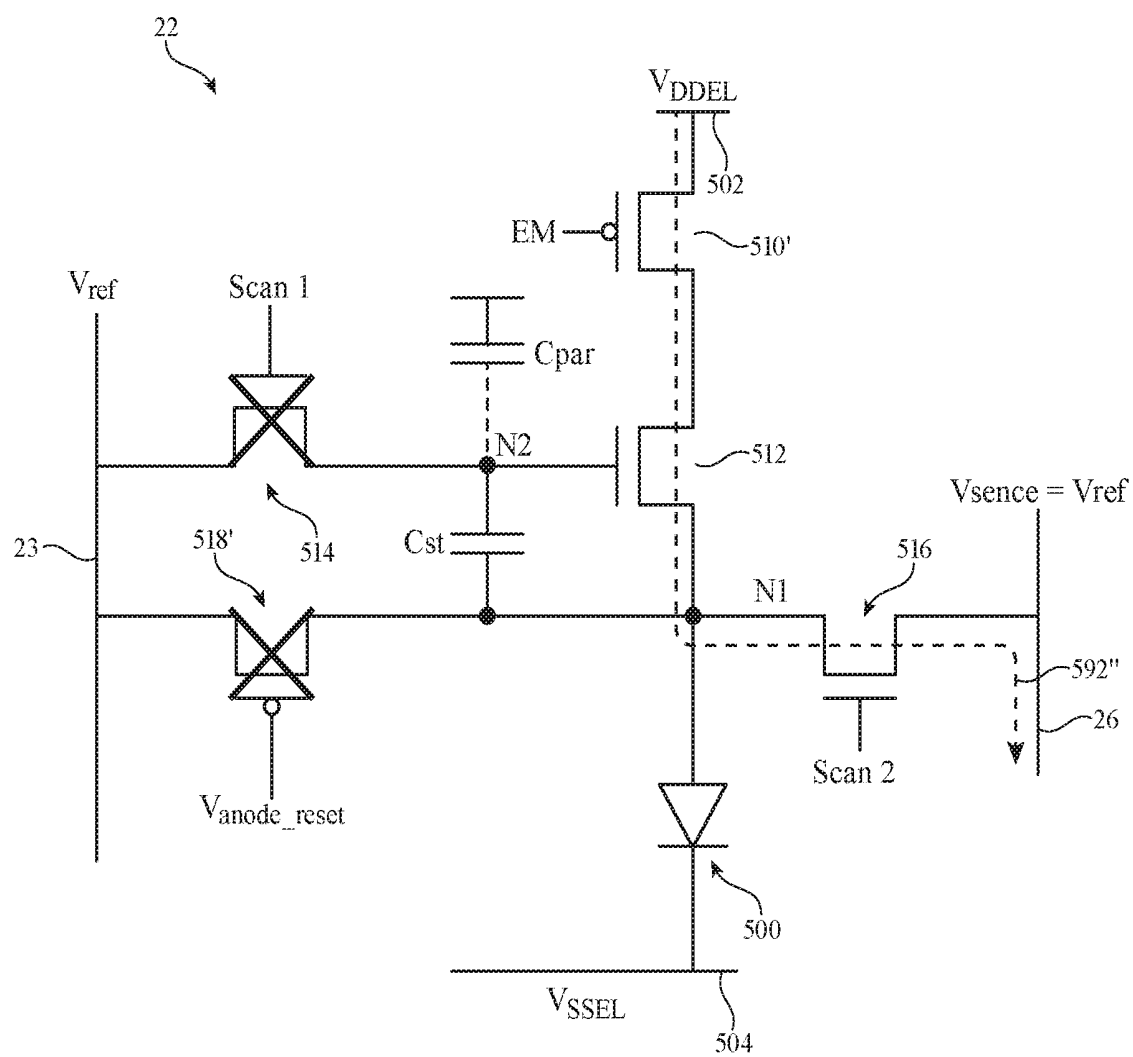 22
VDDEL
502
EM
510'
Vref
Scan 1
Cpar
N2
512
Vsence = Vref
23
518'
514
Cst
N1
516
592"
26
Scan 2
Vanode_reset
500
VSSEL
504